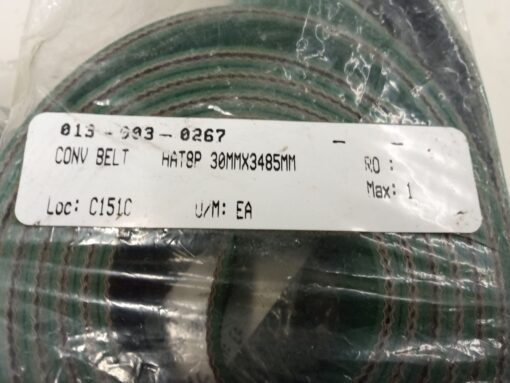 013-003-0267 - -
CONV BELT HAT8P 30MMX3485MM RO :
Max: 1
Loc: C151C U/M: EA